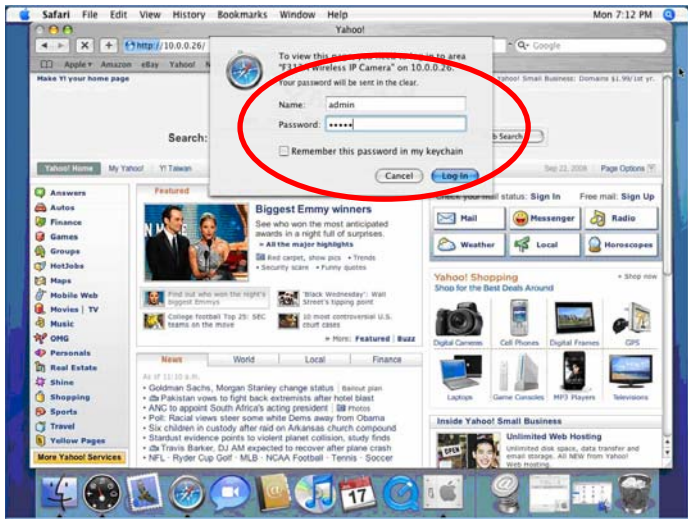 Safari File Edit View History Bookmarks Window Help Mon 7:12 PM
Yahoo!
http://10.0.0.26/
Q- Google
Apple Amazon eBay Yahoo! N
To view this page, you need to log in to area
Wireless IP Camera" on 10.0.0.26.
Your password will be sent in the clear.
Name: admin
Password: •••••
Remember this password in my keychain
Cancel Log In
Make Y! your home page
Yahoo! Small Business: Domains $1.99/1st yr.
Search:
b Search
Yahoo! Home My Yahoo! Y! Taiwan
Sep 22, 2008 Page Options
Answers
Autos
Finance
Games
Groups
HotJobs
Maps
Mobile Web
Movies | TV
Music
OMG
Personals
Real Estate
Shine
Shopping
Sports
Travel
Yellow Pages
More Yahoo! Services
Featured
Biggest Emmy winners
See who won the most anticipated
awards in a night full of surprises.
» All the major highlights
Red carpet, show pics • Trends
• Security scare • Funny quotes
Find out who won the night's
biggest Emmys
'Black Wednesday': Wall
Street's tipping point
College football Top 25: SEC
teams on the move
10 most controversial U.S.
court cases
» More: Featured | Buzz
News World Local Finance
As of 11:10 a.m.
• Goldman Sachs, Morgan Stanley change status | Bailout plan
• Pakistan vows to fight back extremists after hotel blast
• ANC to appoint South Africa's acting president | Photos
• Poll: Racial views steer some white Dems away from Obama
• Six children in custody after raid on Arkansas church compound
• Stardust evidence points to violent planet collision, study finds
• Travis Barker, DJ AM expected to recover after plane crash
• NFL · Ryder Cup Golf · MLB · NCAA Football · Tennis · Soccer
Check your mail status: Sign In Free mail: Sign Up
Mail Messenger Radio
Weather Local Horoscopes
Yahoo! Shopping » Shop now
Shop for the Best Deals Around
Digital Cameras Cell Phones Digital Frames GPS
Laptops Game Consoles MP3 Players Televisions
Inside Yahoo! Small Business
Unlimited Web Hosting
Unlimited disk space, data transfer and
email storage. All NEW from Yahoo!
Web Hosting.
17